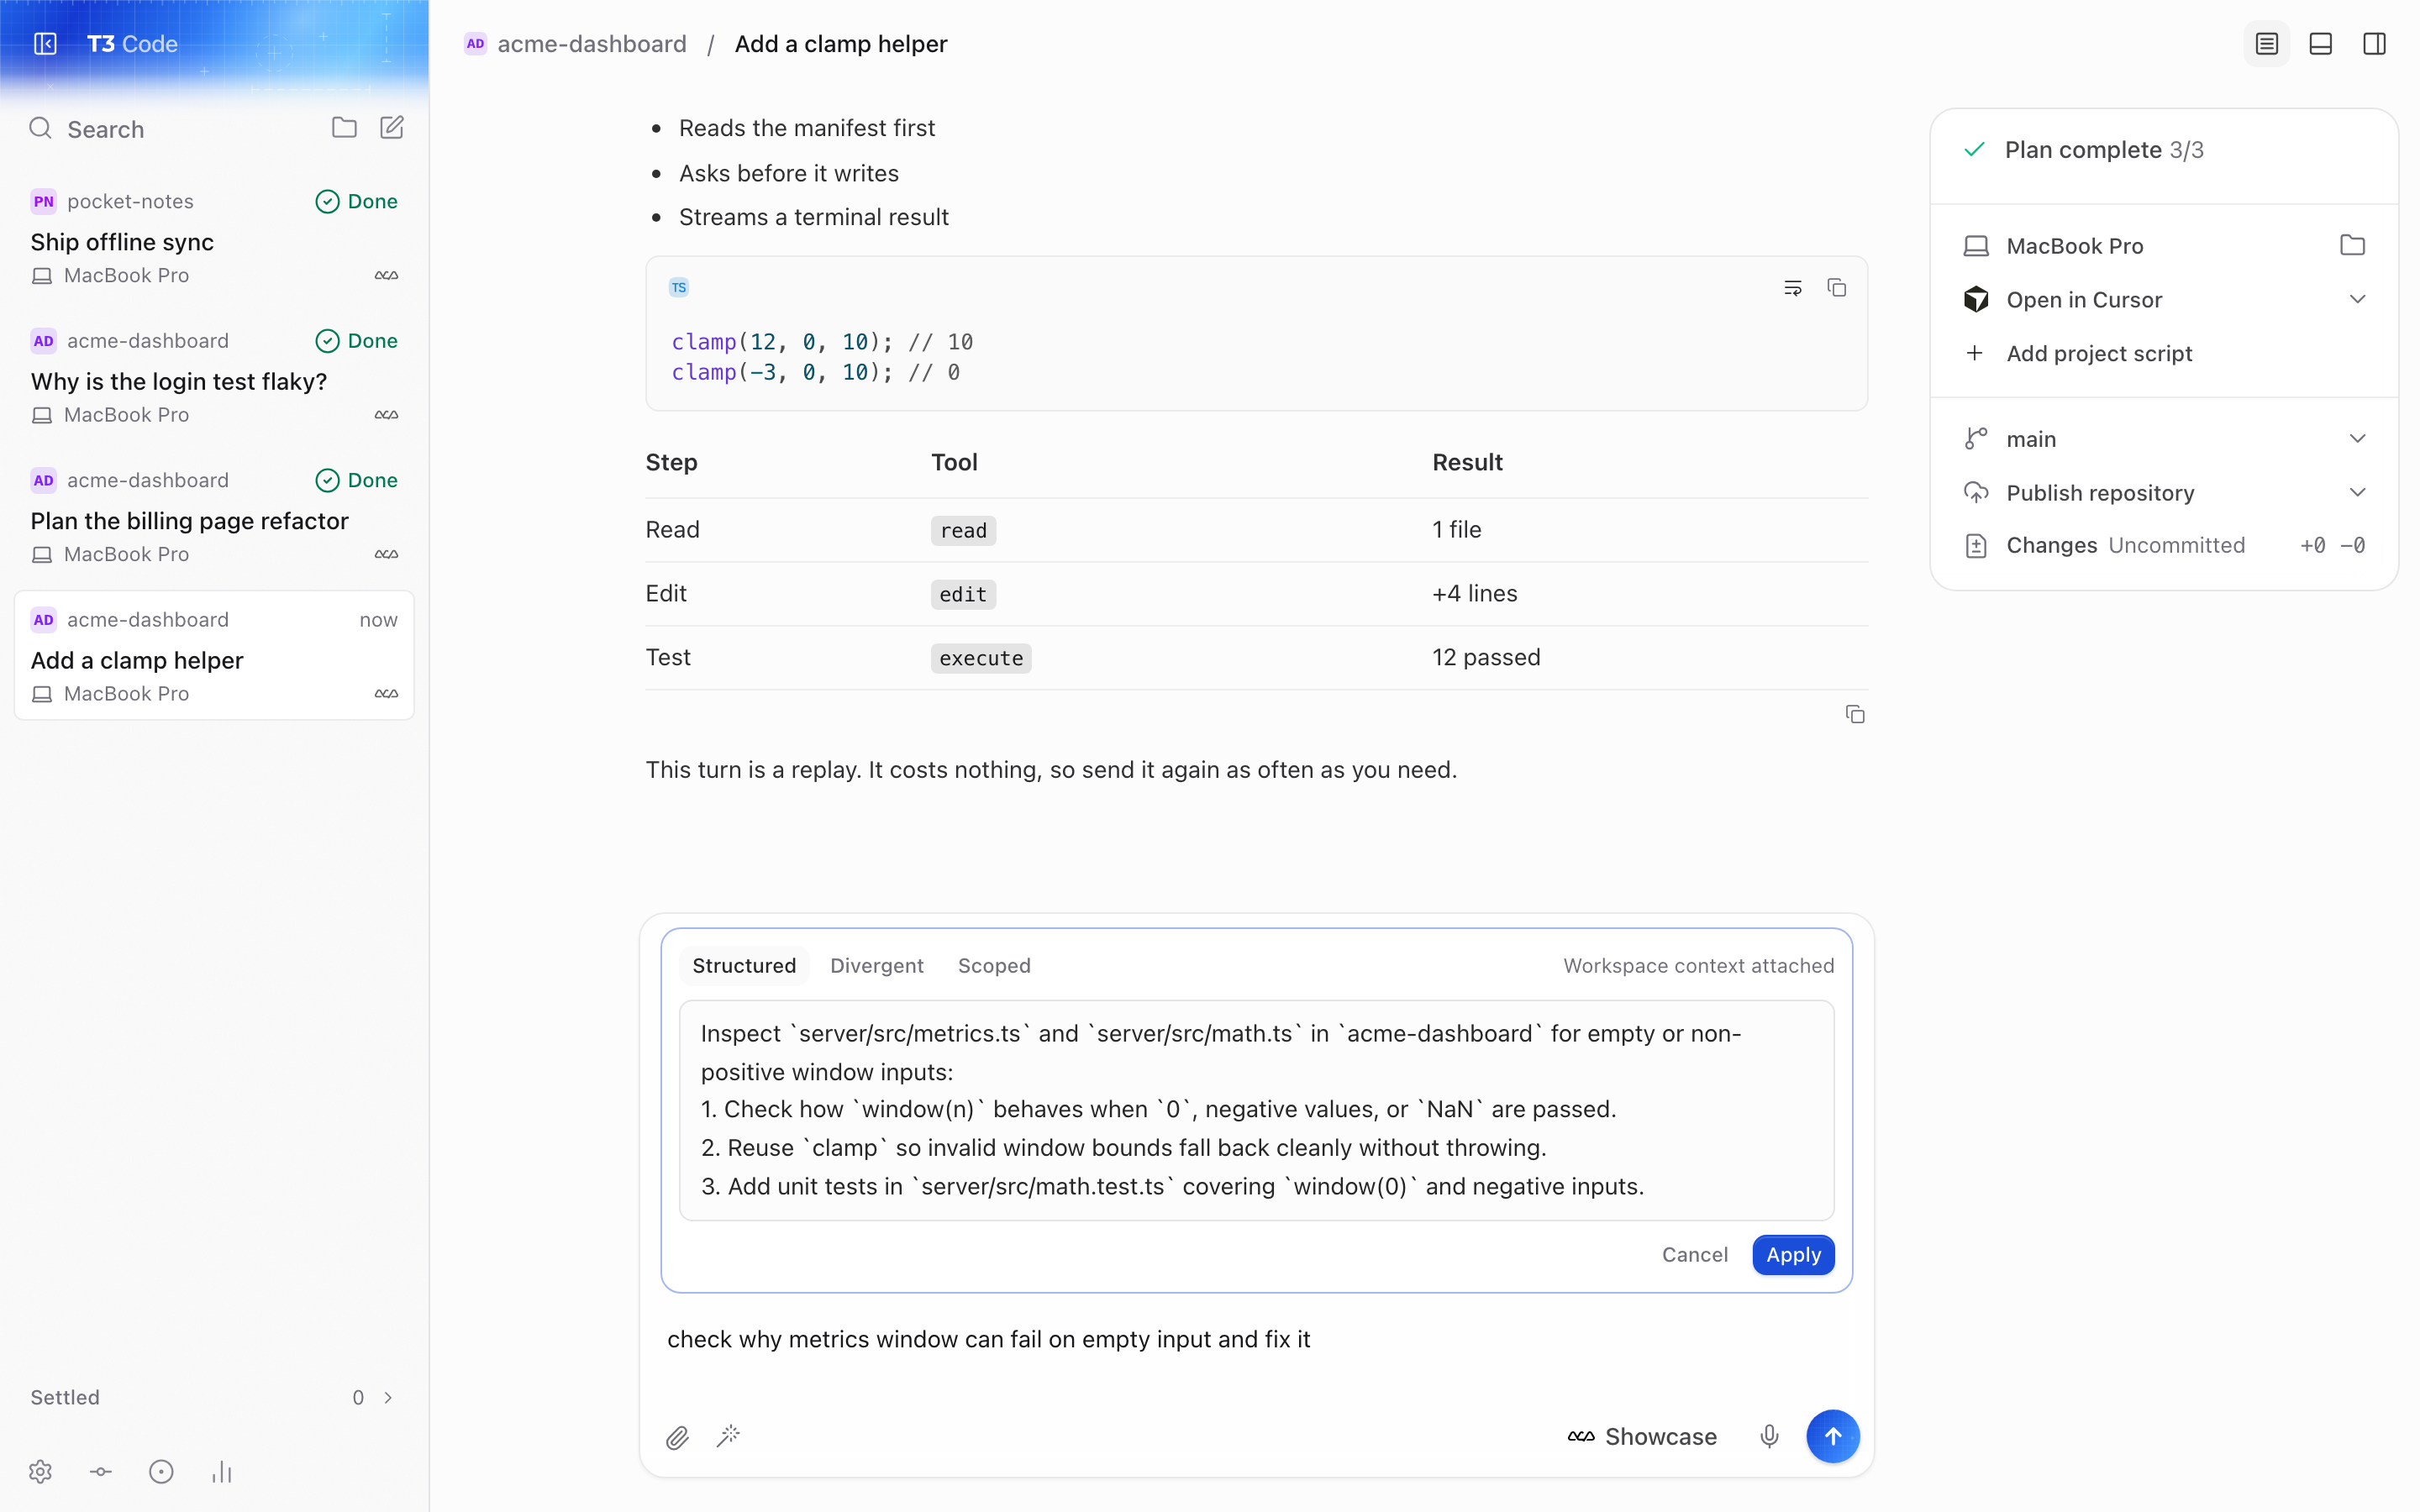 T3 Code
Search
PN pocket-notes Done
Ship offline sync
MacBook Pro
AD acme-dashboard Done
Why is the login test flaky?
MacBook Pro
AD acme-dashboard Done
Plan the billing page refactor
MacBook Pro
AD acme-dashboard now
Add a clamp helper
MacBook Pro
Settled 0
AD acme-dashboard / Add a clamp helper
• Reads the manifest first
• Asks before it writes
• Streams a terminal result
TS
clamp(12, 0, 10); // 10
clamp(-3, 0, 10); // 0
Step Tool Result
Read read 1 file
Edit edit +4 lines
Test execute 12 passed
This turn is a replay. It costs nothing, so send it again as often as you need.
Structured Divergent Scoped Workspace context attached
Inspect `server/src/metrics.ts` and `server/src/math.ts` in `acme-dashboard` for empty or non-
positive window inputs:
1. Check how `window(n)` behaves when `0`, negative values, or `NaN` are passed.
2. Reuse `clamp` so invalid window bounds fall back cleanly without throwing.
3. Add unit tests in `server/src/math.test.ts` covering `window(0)` and negative inputs.
Cancel Apply
check why metrics window can fail on empty input and fix it
Showcase
Plan complete 3/3
MacBook Pro
Open in Cursor
Add project script
main
Publish repository
Changes Uncommitted +0 −0